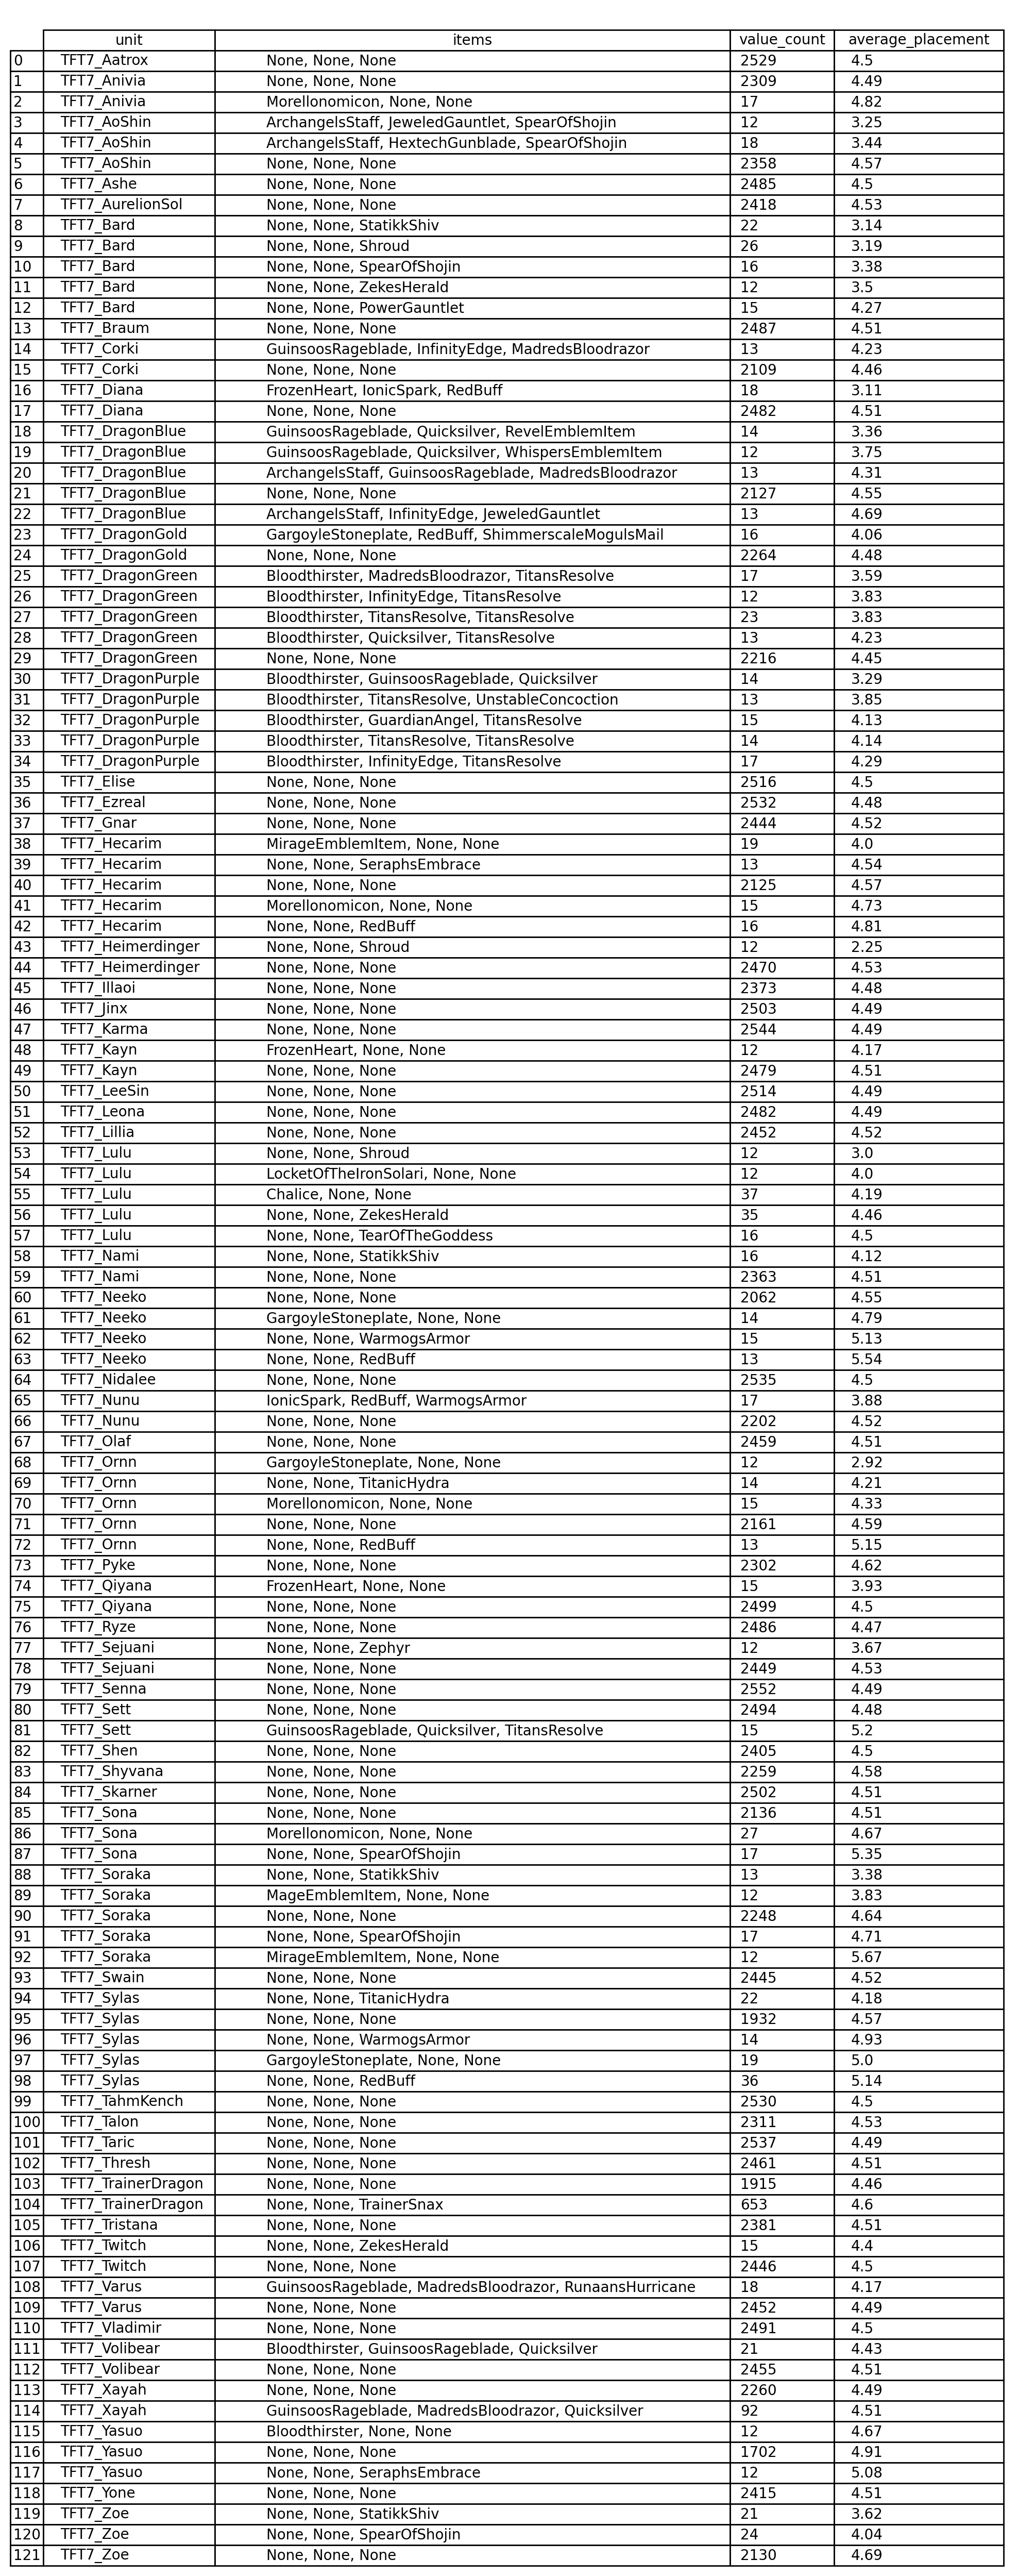 unit items value_count average_placement
0 TFT7_Aatrox None, None, None 2529 4.5
1 TFT7_Anivia None, None, None 2309 4.49
2 TFT7_Anivia Morellonomicon, None, None 17 4.82
3 TFT7_AoShin ArchangelsStaff, JeweledGauntlet, SpearOfShojin 12 3.25
4 TFT7_AoShin ArchangelsStaff, HextechGunblade, SpearOfShojin 18 3.44
5 TFT7_AoShin None, None, None 2358 4.57
6 TFT7_Ashe None, None, None 2485 4.5
7 TFT7_AurelionSol None, None, None 2418 4.53
8 TFT7_Bard None, None, StatikkShiv 22 3.14
9 TFT7_Bard None, None, Shroud 26 3.19
10 TFT7_Bard None, None, SpearOfShojin 16 3.38
11 TFT7_Bard None, None, ZekesHerald 12 3.5
12 TFT7_Bard None, None, PowerGauntlet 15 4.27
13 TFT7_Braum None, None, None 2487 4.51
14 TFT7_Corki GuinsoosRageblade, InfinityEdge, MadredsBloodrazor 13 4.23
15 TFT7_Corki None, None, None 2109 4.46
16 TFT7_Diana FrozenHeart, IonicSpark, RedBuff 18 3.11
17 TFT7_Diana None, None, None 2482 4.51
18 TFT7_DragonBlue GuinsoosRageblade, Quicksilver, RevelEmblemItem 14 3.36
19 TFT7_DragonBlue GuinsoosRageblade, Quicksilver, WhispersEmblemItem 12 3.75
20 TFT7_DragonBlue ArchangelsStaff, GuinsoosRageblade, MadredsBloodrazor 13 4.31
21 TFT7_DragonBlue None, None, None 2127 4.55
22 TFT7_DragonBlue ArchangelsStaff, InfinityEdge, JeweledGauntlet 13 4.69
23 TFT7_DragonGold GargoyleStoneplate, RedBuff, ShimmerscaleMogulsMail 16 4.06
24 TFT7_DragonGold None, None, None 2264 4.48
25 TFT7_DragonGreen Bloodthirster, MadredsBloodrazor, TitansResolve 17 3.59
26 TFT7_DragonGreen Bloodthirster, InfinityEdge, TitansResolve 12 3.83
27 TFT7_DragonGreen Bloodthirster, TitansResolve, TitansResolve 23 3.83
28 TFT7_DragonGreen Bloodthirster, Quicksilver, TitansResolve 13 4.23
29 TFT7_DragonGreen None, None, None 2216 4.45
30 TFT7_DragonPurple Bloodthirster, GuinsoosRageblade, Quicksilver 14 3.29
31 TFT7_DragonPurple Bloodthirster, TitansResolve, UnstableConcoction 13 3.85
32 TFT7_DragonPurple Bloodthirster, GuardianAngel, TitansResolve 15 4.13
33 TFT7_DragonPurple Bloodthirster, TitansResolve, TitansResolve 14 4.14
34 TFT7_DragonPurple Bloodthirster, InfinityEdge, TitansResolve 17 4.29
35 TFT7_Elise None, None, None 2516 4.5
36 TFT7_Ezreal None, None, None 2532 4.48
37 TFT7_Gnar None, None, None 2444 4.52
38 TFT7_Hecarim MirageEmblemItem, None, None 19 4.0
39 TFT7_Hecarim None, None, SeraphsEmbrace 13 4.54
40 TFT7_Hecarim None, None, None 2125 4.57
41 TFT7_Hecarim Morellonomicon, None, None 15 4.73
42 TFT7_Hecarim None, None, RedBuff 16 4.81
43 TFT7_Heimerdinger None, None, Shroud 12 2.25
44 TFT7_Heimerdinger None, None, None 2470 4.53
45 TFT7_Illaoi None, None, None 2373 4.48
46 TFT7_Jinx None, None, None 2503 4.49
47 TFT7_Karma None, None, None 2544 4.49
48 TFT7_Kayn FrozenHeart, None, None 12 4.17
49 TFT7_Kayn None, None, None 2479 4.51
50 TFT7_LeeSin None, None, None 2514 4.49
51 TFT7_Leona None, None, None 2482 4.49
52 TFT7_Lillia None, None, None 2452 4.52
53 TFT7_Lulu None, None, Shroud 12 3.0
54 TFT7_Lulu LocketOfTheIronSolari, None, None 12 4.0
55 TFT7_Lulu Chalice, None, None 37 4.19
56 TFT7_Lulu None, None, ZekesHerald 35 4.46
57 TFT7_Lulu None, None, TearOfTheGoddess 16 4.5
58 TFT7_Nami None, None, StatikkShiv 16 4.12
59 TFT7_Nami None, None, None 2363 4.51
60 TFT7_Neeko None, None, None 2062 4.55
61 TFT7_Neeko GargoyleStoneplate, None, None 14 4.79
62 TFT7_Neeko None, None, WarmogsArmor 15 5.13
63 TFT7_Neeko None, None, RedBuff 13 5.54
64 TFT7_Nidalee None, None, None 2535 4.5
65 TFT7_Nunu IonicSpark, RedBuff, WarmogsArmor 17 3.88
66 TFT7_Nunu None, None, None 2202 4.52
67 TFT7_Olaf None, None, None 2459 4.51
68 TFT7_Ornn GargoyleStoneplate, None, None 12 2.92
69 TFT7_Ornn None, None, TitanicHydra 14 4.21
70 TFT7_Ornn Morellonomicon, None, None 15 4.33
71 TFT7_Ornn None, None, None 2161 4.59
72 TFT7_Ornn None, None, RedBuff 13 5.15
73 TFT7_Pyke None, None, None 2302 4.62
74 TFT7_Qiyana FrozenHeart, None, None 15 3.93
75 TFT7_Qiyana None, None, None 2499 4.5
76 TFT7_Ryze None, None, None 2486 4.47
77 TFT7_Sejuani None, None, Zephyr 12 3.67
78 TFT7_Sejuani None, None, None 2449 4.53
79 TFT7_Senna None, None, None 2552 4.49
80 TFT7_Sett None, None, None 2494 4.48
81 TFT7_Sett GuinsoosRageblade, Quicksilver, TitansResolve 15 5.2
82 TFT7_Shen None, None, None 2405 4.5
83 TFT7_Shyvana None, None, None 2259 4.58
84 TFT7_Skarner None, None, None 2502 4.51
85 TFT7_Sona None, None, None 2136 4.51
86 TFT7_Sona Morellonomicon, None, None 27 4.67
87 TFT7_Sona None, None, SpearOfShojin 17 5.35
88 TFT7_Soraka None, None, StatikkShiv 13 3.38
89 TFT7_Soraka MageEmblemItem, None, None 12 3.83
90 TFT7_Soraka None, None, None 2248 4.64
91 TFT7_Soraka None, None, SpearOfShojin 17 4.71
92 TFT7_Soraka MirageEmblemItem, None, None 12 5.67
93 TFT7_Swain None, None, None 2445 4.52
94 TFT7_Sylas None, None, TitanicHydra 22 4.18
95 TFT7_Sylas None, None, None 1932 4.57
96 TFT7_Sylas None, None, WarmogsArmor 14 4.93
97 TFT7_Sylas GargoyleStoneplate, None, None 19 5.0
98 TFT7_Sylas None, None, RedBuff 36 5.14
99 TFT7_TahmKench None, None, None 2530 4.5
100 TFT7_Talon None, None, None 2311 4.53
101 TFT7_Taric None, None, None 2537 4.49
102 TFT7_Thresh None, None, None 2461 4.51
103 TFT7_TrainerDragon None, None, None 1915 4.46
104 TFT7_TrainerDragon None, None, TrainerSnax 653 4.6
105 TFT7_Tristana None, None, None 2381 4.51
106 TFT7_Twitch None, None, ZekesHerald 15 4.4
107 TFT7_Twitch None, None, None 2446 4.5
108 TFT7_Varus GuinsoosRageblade, MadredsBloodrazor, RunaansHurricane 18 4.17
109 TFT7_Varus None, None, None 2452 4.49
110 TFT7_Vladimir None, None, None 2491 4.5
111 TFT7_Volibear Bloodthirster, GuinsoosRageblade, Quicksilver 21 4.43
112 TFT7_Volibear None, None, None 2455 4.51
113 TFT7_Xayah None, None, None 2260 4.49
114 TFT7_Xayah GuinsoosRageblade, MadredsBloodrazor, Quicksilver 92 4.51
115 TFT7_Yasuo Bloodthirster, None, None 12 4.67
116 TFT7_Yasuo None, None, None 1702 4.91
117 TFT7_Yasuo None, None, SeraphsEmbrace 12 5.08
118 TFT7_Yone None, None, None 2415 4.51
119 TFT7_Zoe None, None, StatikkShiv 21 3.62
120 TFT7_Zoe None, None, SpearOfShojin 24 4.04
121 TFT7_Zoe None, None, None 2130 4.69